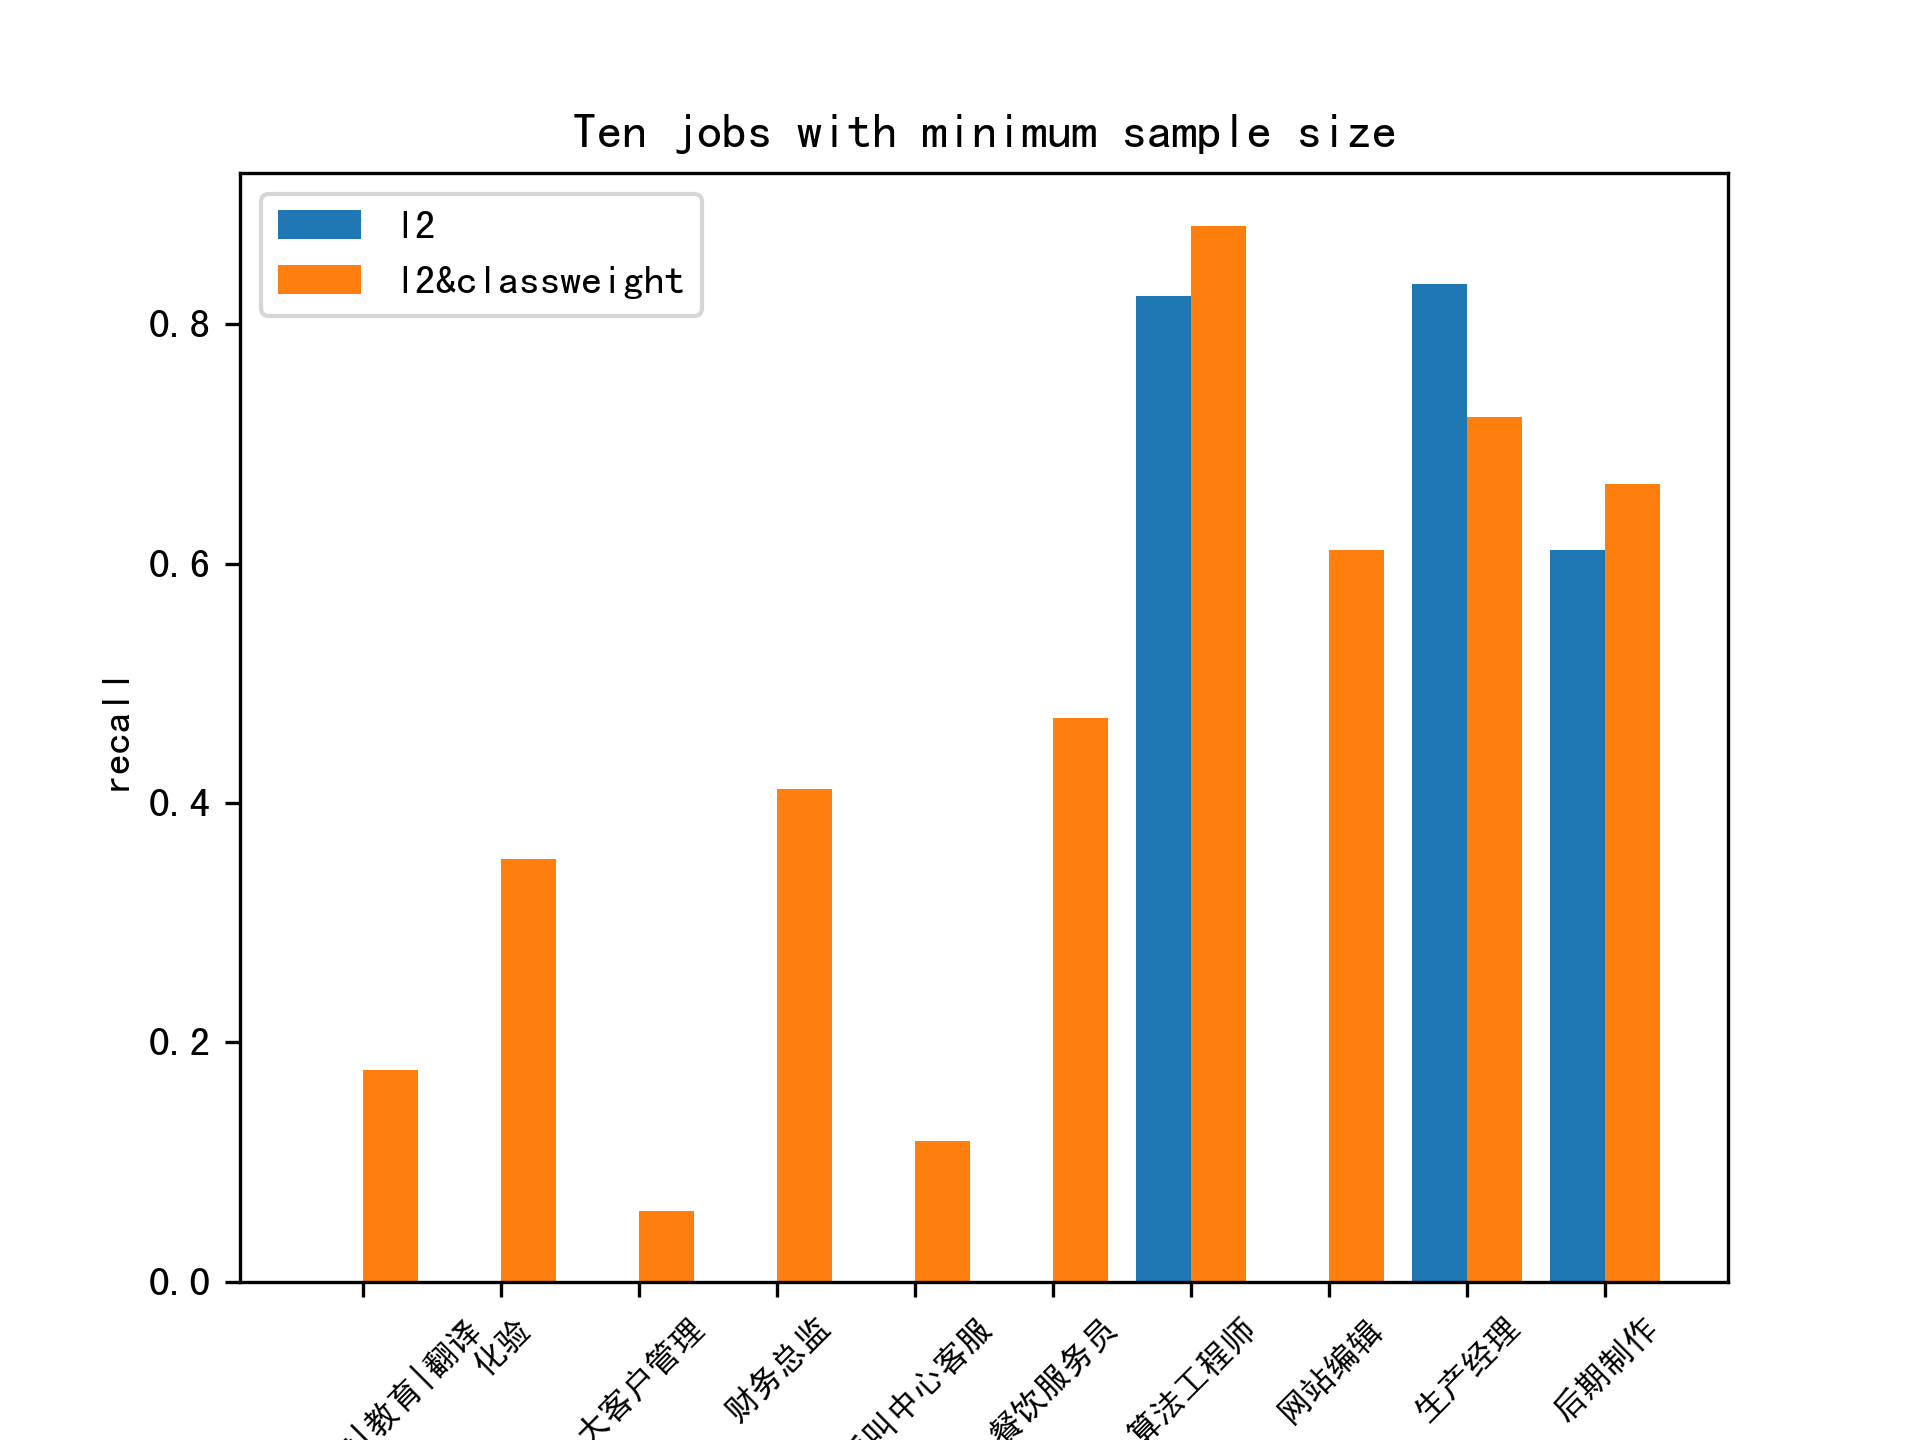 Ten jobs with minimum sample size
l2
l2&classweight
0.8
0.6
0.4
0.2
0.0
recall
|教育|翻译
化验
大客户管理
财务总监
叫中心客服
餐饮服务员
算法工程师
网站编辑
生产经理
后期制作